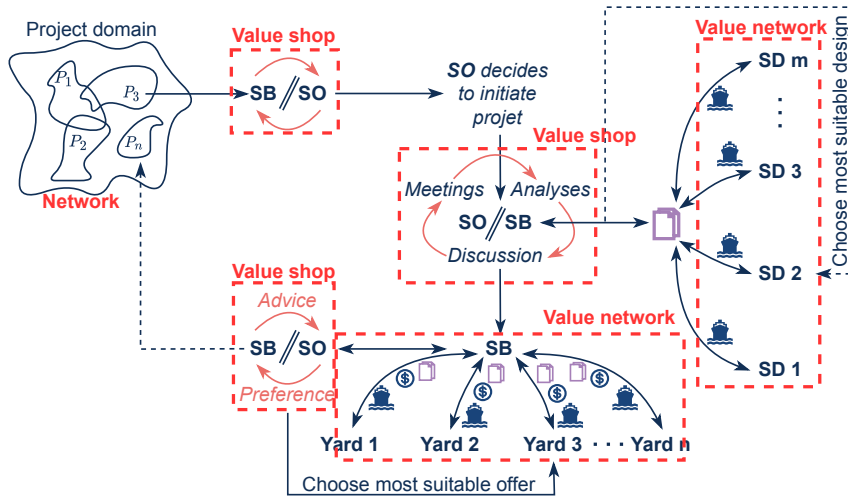 Project domain
Value shop
P₁
P₃
P₂
Pₙ
Network
SB // SO
SO decides
to initiate
projet
Value shop
Meetings Analyses
SO // SB
Discussion
Value network
SD m
SD 3
SD 2
SD 1
Choose most suitable design
Value shop
Advice
SB // SO
Preference
Value network
SB
$ $ $ $
Yard 1 Yard 2 Yard 3 · · · Yard n
Choose most suitable offer